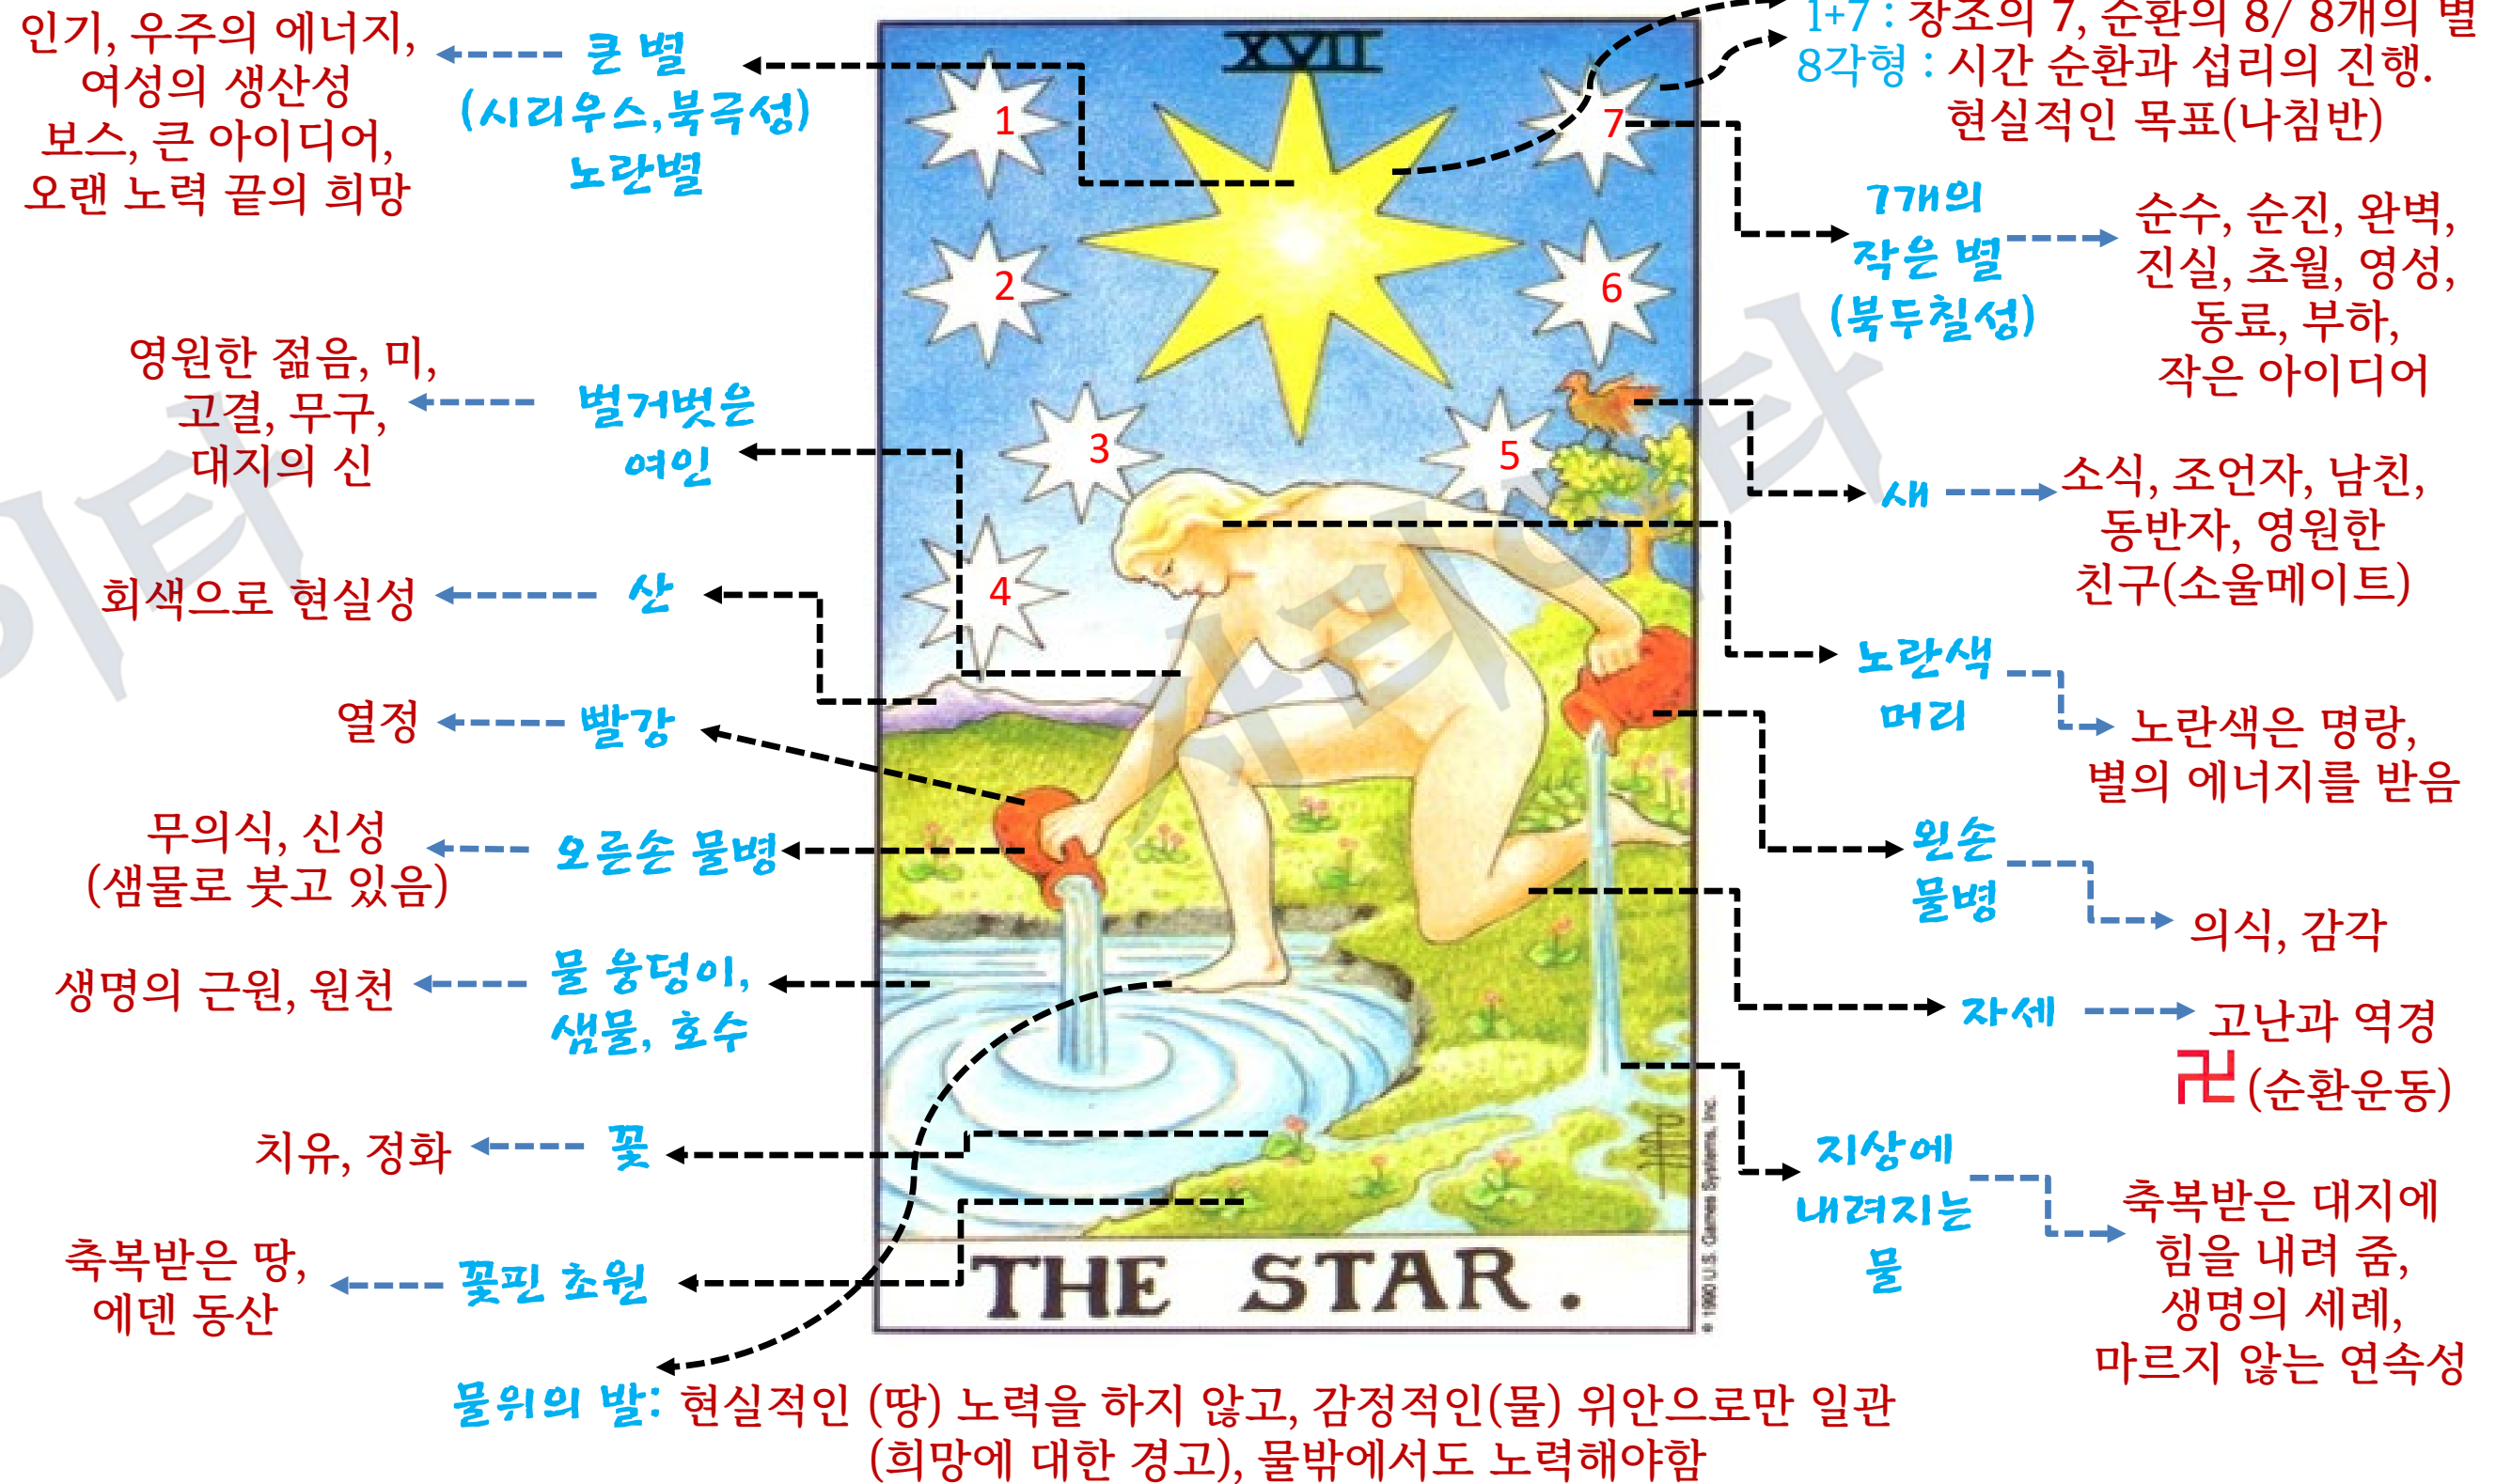 인기, 우주의 에너지,
여성의 생산성
보스, 큰 아이디어,
오랜 노력 끝의 희망
큰 별
(시리우스,북극성)
노란별
영원한 젊음, 미,
고결, 무구,
대지의 신
벌거벗은
여인
회색으로 현실성
산
열정
빨강
무의식, 신성
(샘물로 붓고 있음)
오른손 물병
생명의 근원, 원천
물 웅덩이,
샘물, 호수
치유, 정화
꽃
축복받은 땅,
에덴 동산
꽃핀 초원
XVII
1
2
3
4
5
6
7
THE STAR.
© 1990 U.S. Games Systems, Inc.
1+7 : 창조의 7, 순환의 8/ 8개의 별
8각형 : 시간 순환과 섭리의 진행.
현실적인 목표(나침반)
7개의
작은 별
(북두칠성)
순수, 순진, 완벽,
진실, 초월, 영성,
동료, 부하,
작은 아이디어
새
소식, 조언자, 남친,
동반자, 영원한
친구(소울메이트)
노란색
머리
노란색은 명랑,
별의 에너지를 받음
왼손
물병
의식, 감각
자세
고난과 역경
卍 (순환운동)
지상에
내려지는
물
축복받은 대지에
힘을 내려 줌,
생명의 세례,
마르지 않는 연속성
물위의 발: 현실적인 (땅) 노력을 하지 않고, 감정적인(물) 위안으로만 일관
(희망에 대한 경고), 물밖에서도 노력해야함